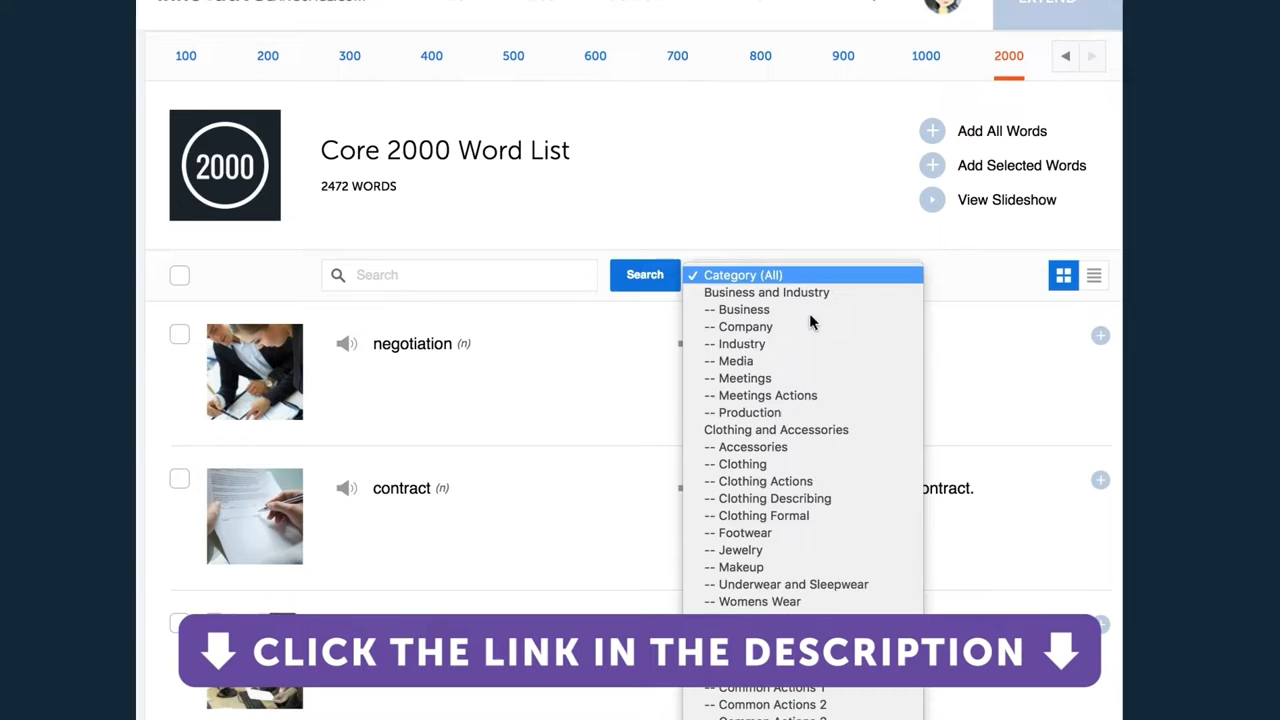 100 200 300 400 500 600 700 800 900 1000 2000
2000
Core 2000 Word List
2472 WORDS
Add All Words
Add Selected Words
View Slideshow
Search
Search
Category (All)
Business and Industry
-- Business
-- Company
-- Industry
-- Media
-- Meetings
-- Meetings Actions
-- Production
Clothing and Accessories
-- Accessories
-- Clothing
-- Clothing Actions
-- Clothing Describing
-- Clothing Formal
-- Footwear
-- Jewelry
-- Makeup
-- Underwear and Sleepwear
-- Womens Wear
negotiation (n)
contract (n)
ontract.
CLICK THE LINK IN THE DESCRIPTION
-- Common Actions 1
-- Common Actions 2